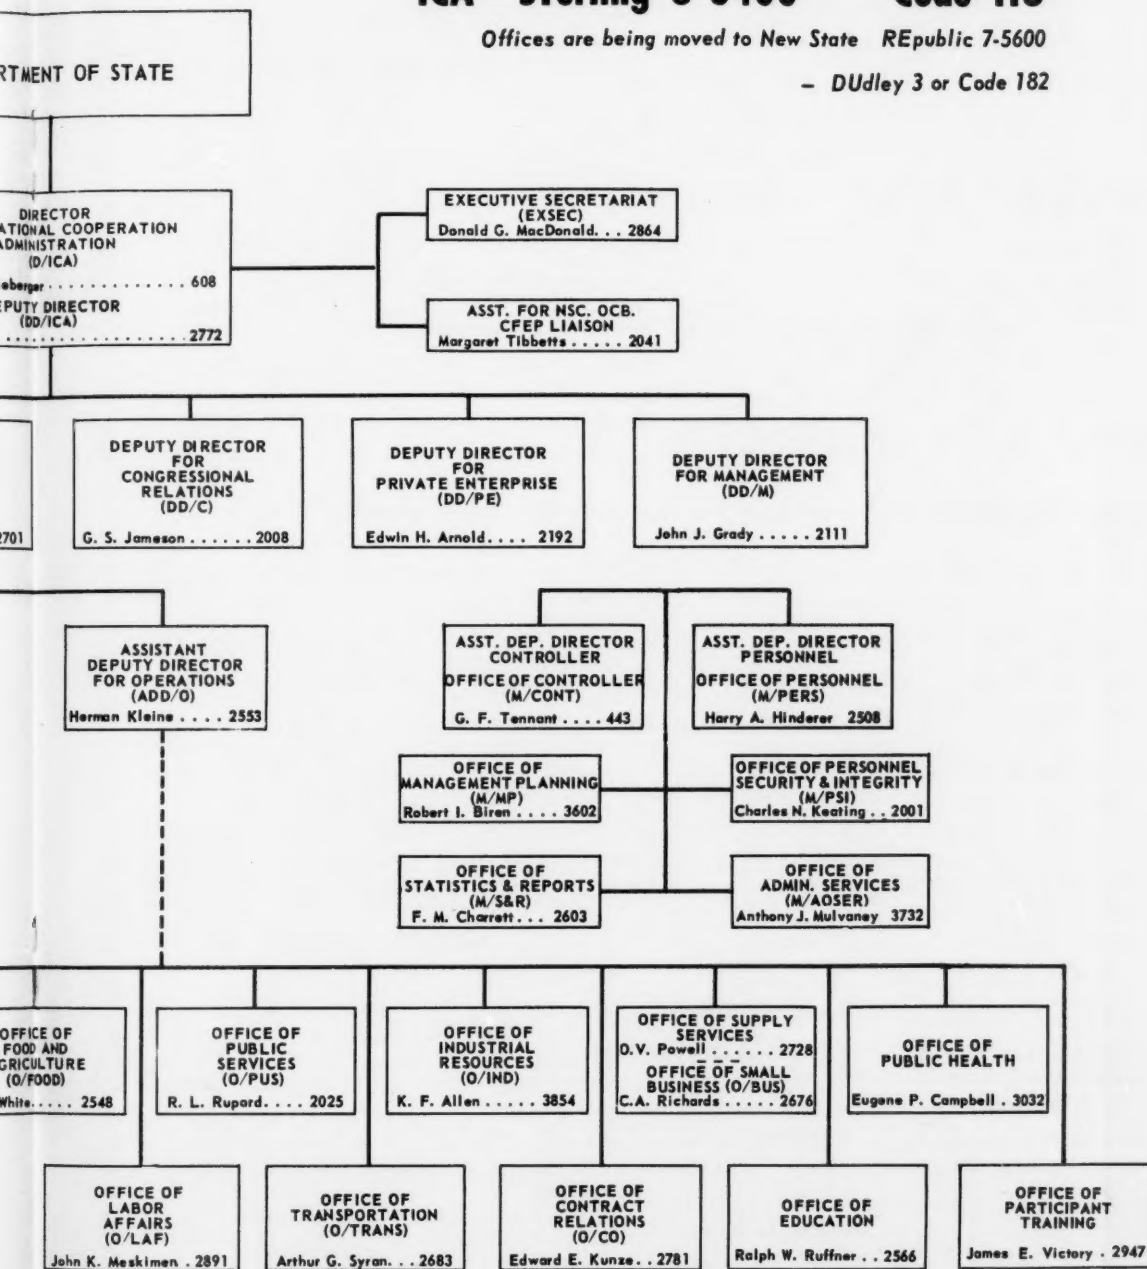 Offices are being moved to New State REpublic 7-5600
– DUdley 3 or Code 182
RTMENT OF STATE
DIRECTOR
ATIONAL COOPERATION
ADMINISTRATION
(D/ICA)
eberger . . . . . . . . . . . . 608
EPUTY DIRECTOR
(DD/ICA)
. . . . . . . . . . . . . . . . . 2772
EXECUTIVE SECRETARIAT
(EXSEC)
Donald G. MacDonald. . . 2864
ASST. FOR NSC. OCB.
CFEP LIAISON
Margaret Tibbetts . . . . . 2041
2701
DEPUTY DIRECTOR
FOR
CONGRESSIONAL
RELATIONS
(DD/C)
G. S. Jameson . . . . . . 2008
DEPUTY DIRECTOR
FOR
PRIVATE ENTERPRISE
(DD/PE)
Edwin H. Arnold. . . . 2192
DEPUTY DIRECTOR
FOR MANAGEMENT
(DD/M)
John J. Grady . . . . . 2111
ASSISTANT
DEPUTY DIRECTOR
FOR OPERATIONS
(ADD/O)
Herman Kleine . . . . 2553
ASST. DEP. DIRECTOR
CONTROLLER
OFFICE OF CONTROLLER
(M/CONT)
G. F. Tennant . . . . 443
ASST. DEP. DIRECTOR
PERSONNEL
OFFICE OF PERSONNEL
(M/PERS)
Harry A. Hinderer 2508
OFFICE OF
MANAGEMENT PLANNING
(M/MP)
Robert I. Biren . . . . 3602
OFFICE OF PERSONNEL
SECURITY & INTEGRITY
(M/PSI)
Charles N. Keating . . 2001
OFFICE OF
STATISTICS & REPORTS
(M/S&R)
F. M. Charrett. . . 2603
OFFICE OF
ADMIN. SERVICES
(M/AOSER)
Anthony J. Mulvaney 3732
OFFICE OF
FOOD AND
GRICULTURE
(O/FOOD)
White. . . . . 2548
OFFICE OF
PUBLIC
SERVICES
(O/PUS)
R. L. Rupard. . . . 2025
OFFICE OF
INDUSTRIAL
RESOURCES
(O/IND)
K. F. Allen . . . . . 3854
OFFICE OF SUPPLY
SERVICES
O.V. Powell . . . . . . 2728
OFFICE OF SMALL
BUSINESS (O/BUS)
C.A. Richards . . . . . 2676
OFFICE OF
PUBLIC HEALTH
Eugene P. Campbell . 3032
OFFICE OF
LABOR
AFFAIRS
(O/LAF)
John K. Meskimen . 2891
OFFICE OF
TRANSPORTATION
(O/TRANS)
Arthur G. Syran. . . 2683
OFFICE OF
CONTRACT
RELATIONS
(O/CO)
Edward E. Kunze. . 2781
OFFICE OF
EDUCATION
Ralph W. Ruffner . . 2566
OFFICE OF
PARTICIPANT
TRAINING
James E. Victory . 2947